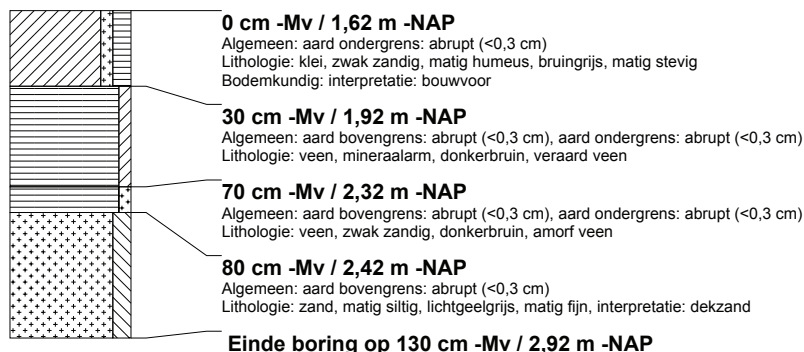 0 cm -Mv / 1,62 m -NAP
Algemeen: aard ondergrens: abrupt (<0,3 cm)
Lithologie: klei, zwak zandig, matig humeus, bruingrijs, matig stevig
Bodemkundig: interpretatie: bouwvoor
30 cm -Mv / 1,92 m -NAP
Algemeen: aard bovengrens: abrupt (<0,3 cm), aard ondergrens: abrupt (<0,3 cm)
Lithologie: veen, mineraalarm, donkerbruin, veraard veen
70 cm -Mv / 2,32 m -NAP
Algemeen: aard bovengrens: abrupt (<0,3 cm), aard ondergrens: abrupt (<0,3 cm)
Lithologie: veen, zwak zandig, donkerbruin, amorf veen
80 cm -Mv / 2,42 m -NAP
Algemeen: aard bovengrens: abrupt (<0,3 cm)
Lithologie: zand, matig siltig, lichtgeelgrijs, matig fijn, interpretatie: dekzand
Einde boring op 130 cm -Mv / 2,92 m -NAP